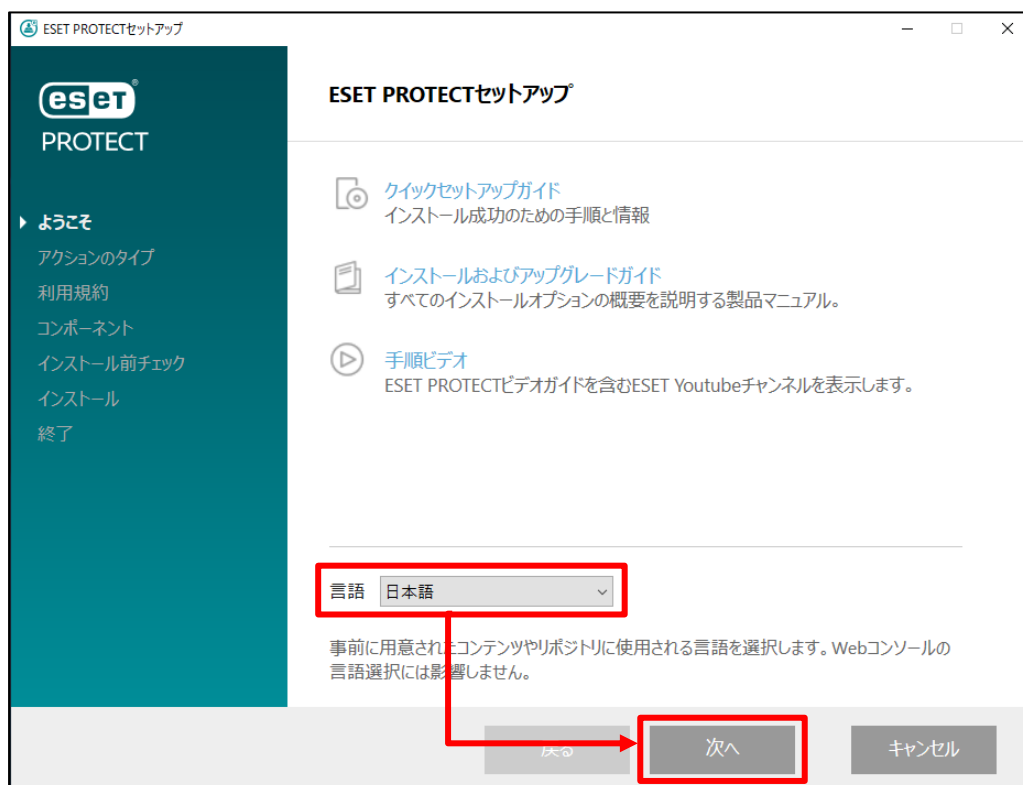 ESET PROTECTセットアップ
eseT®
PROTECT
ようこそ
アクションのタイプ
利用規約
コンポーネント
インストール前チェック
インストール
終了
ESET PROTECTセットアップ
クイックセットアップガイド
インストール成功のための手順と情報
インストールおよびアップグレードガイド
すべてのインストールオプションの概要を説明する製品マニュアル。
手順ビデオ
ESET PROTECTビデオガイドを含むESET Youtubeチャンネルを表示します。
言語 日本語
事前に用意されたコンテンツやリポジトリに使用される言語を選択します。Webコンソールの
言語選択には影響しません。
戻る 次へ キャンセル